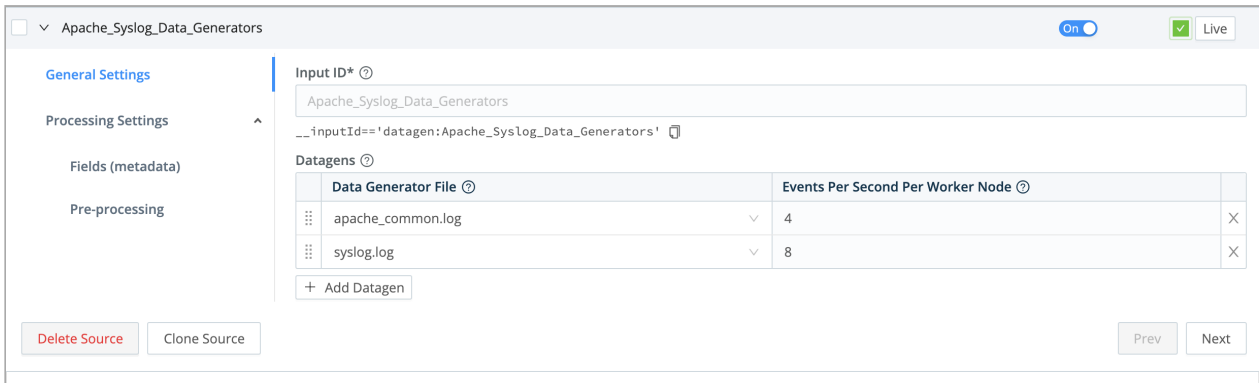 Apache_Syslog_Data_Generators On Live
General Settings
Processing Settings
Fields (metadata)
Pre-processing
Input ID*
Apache_Syslog_Data_Generators
__inputId=='datagen:Apache_Syslog_Data_Generators'
Datagens
Data Generator File Events Per Second Per Worker Node
apache_common.log 4 X
syslog.log 8 X
+ Add Datagen
Delete Source Clone Source Prev Next